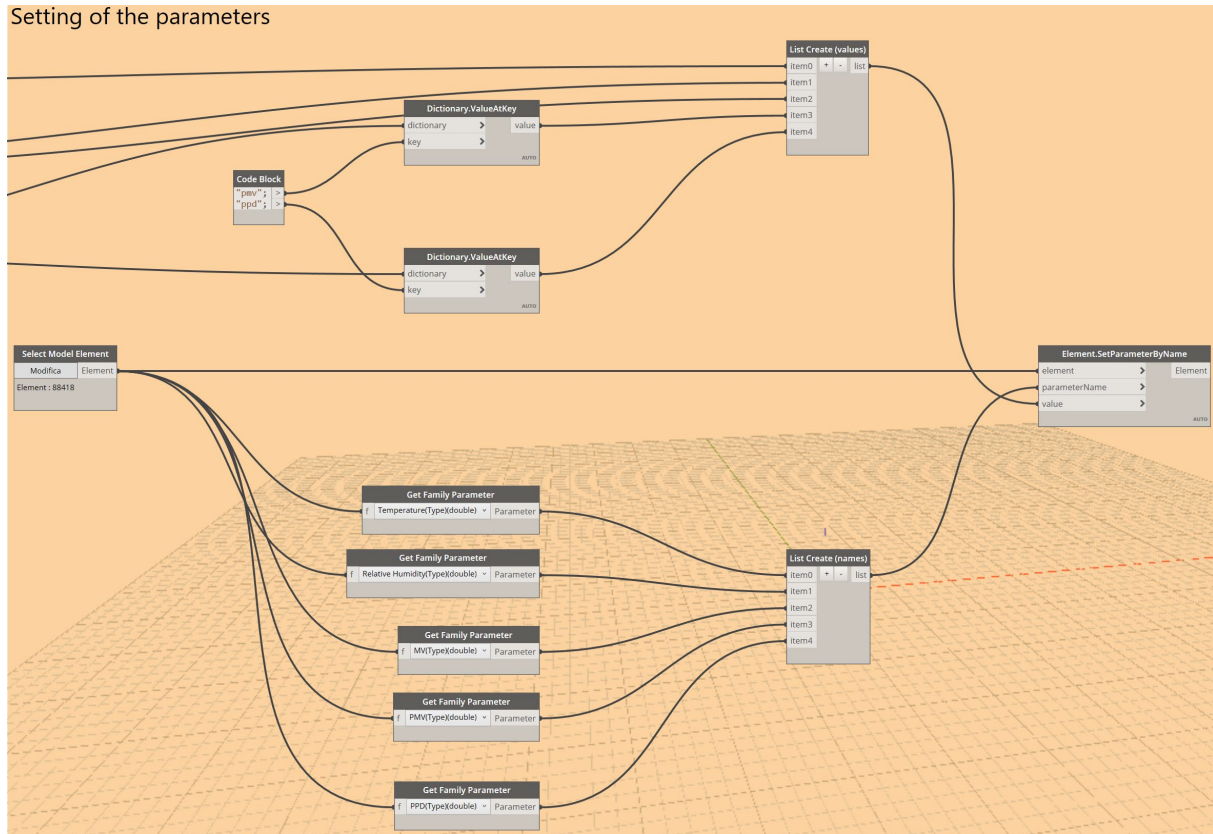 Setting of the parameters
List Create (values)
item0 + - list
item1
item2
item3
item4
Dictionary.ValueAtKey
dictionary > value
key >
AUTO
Code Block
"pmv"; >
"ppd"; >
Dictionary.ValueAtKey
dictionary > value
key >
AUTO
Select Model Element
Modifica Element
Element : 88418
Element.SetParameterByName
element > Element
parameterName >
value >
AUTO
Get Family Parameter
f Temperature(Type)(double) Parameter
Get Family Parameter
f Relative Humidity(Type)(double) Parameter
Get Family Parameter
f MV(Type)(double) Parameter
Get Family Parameter
f PMV(Type)(double) Parameter
Get Family Parameter
f PPD(Type)(double) Parameter
List Create (names)
item0 + - list
item1
item2
item3
item4